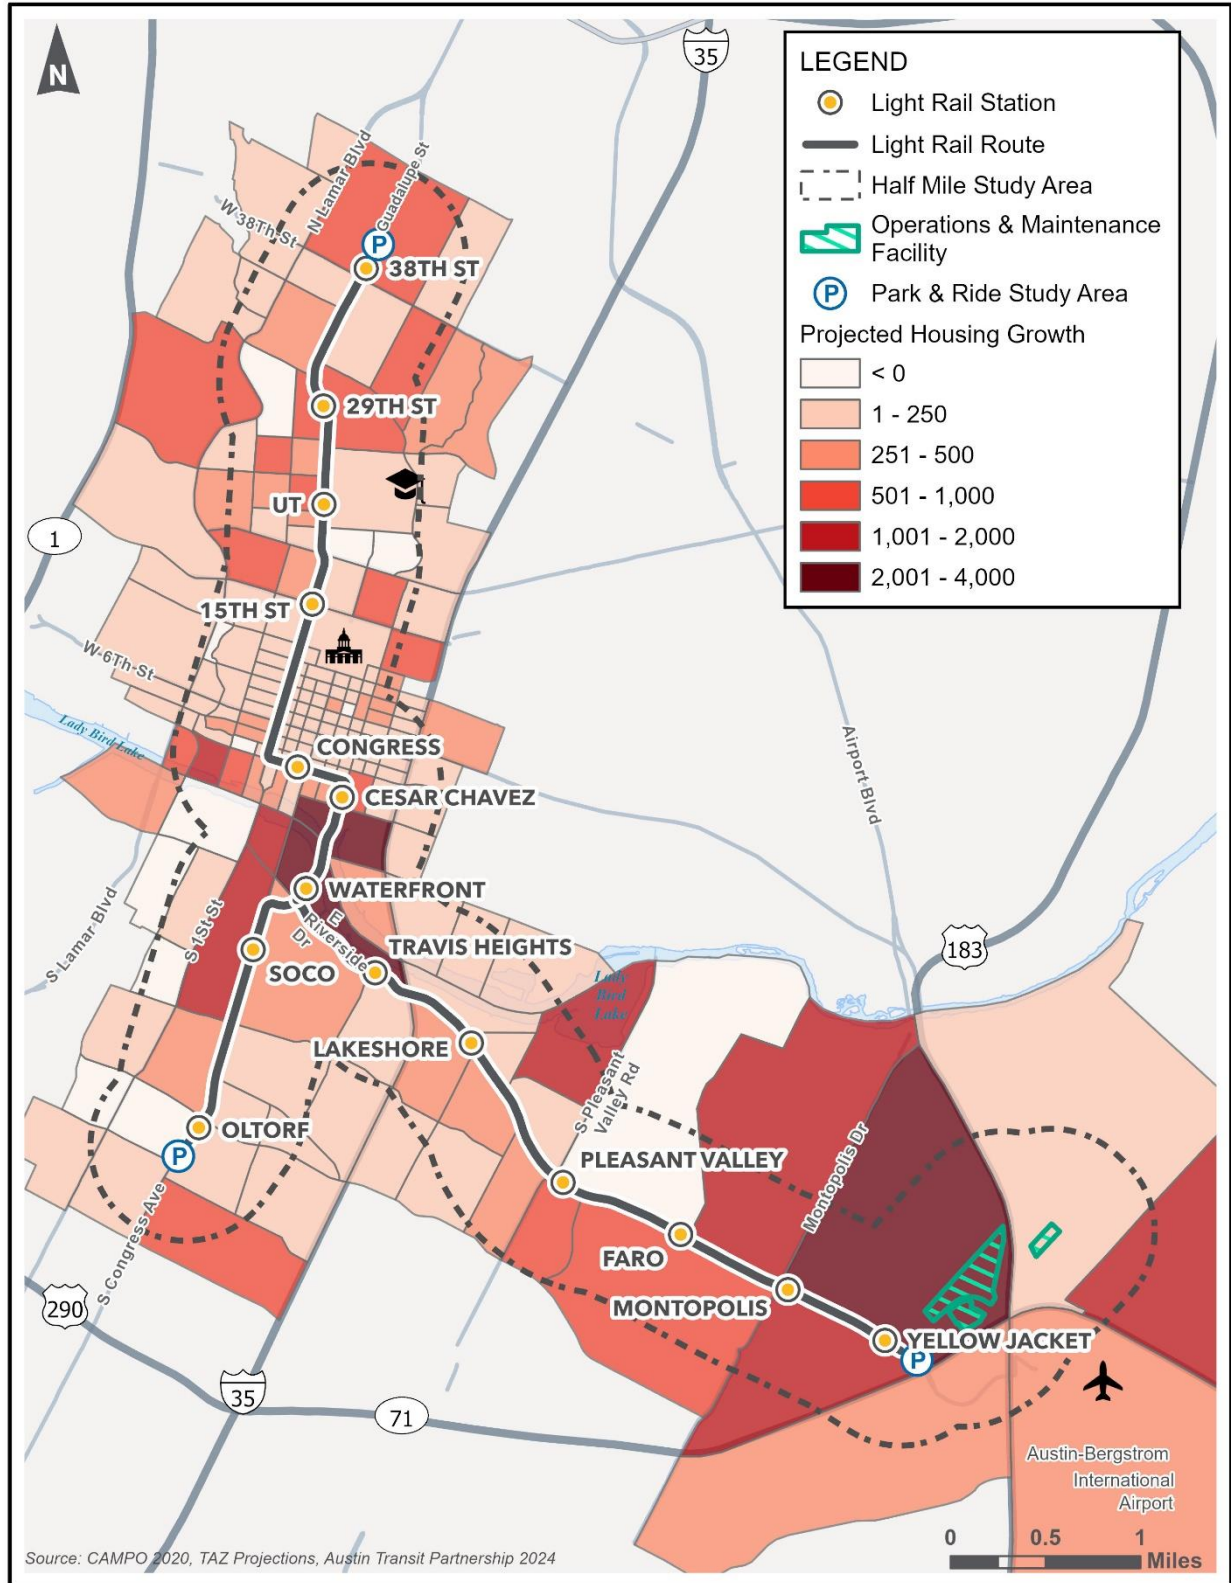 N
35
LEGEND
Light Rail Station
Light Rail Route
Half Mile Study Area
Operations & Maintenance
Facility
P
Park & Ride Study Area
Projected Housing Growth
< 0
1 - 250
251 - 500
501 - 1,000
1,001 - 2,000
2,001 - 4,000
N Lamar Blvd
Guadalupe St
W 38Th St
P
38TH ST
29TH ST
UT
1
15TH ST
W 6Th St
Lady Bird Lake
CONGRESS
CESAR CHAVEZ
Airport Blvd
WATERFRONT
S Lamar Blvd
S 1St St
E
Riverside
Dr
TRAVIS HEIGHTS
SOCO
183
Lady
Bird
Lake
LAKESHORE
S Pleasant
Valley Rd
OLTORF
P
PLEASANT VALLEY
Montopolis Dr
S Congress Ave
FARO
MONTOPOLIS
290
YELLOW JACKET
P
35
71
Austin-Bergstrom
International
Airport
0 0.5 1
Miles
Source: CAMPO 2020, TAZ Projections, Austin Transit Partnership 2024